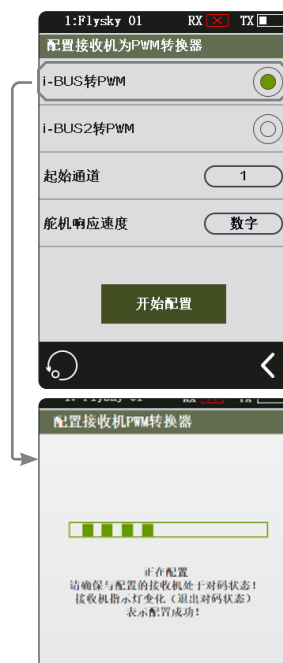 1:Flysky 01 RX TX
配置接收机为PWM转换器
i-BUS转PWM
i-BUS2转PWM
起始通道 1
舵机响应速度 数字
开始配置
配置接收机PWM转换器
正在配置
请确保与配置的接收机处于对码状态!
接收机指示灯变化(退出对码状态)
表示配置成功!